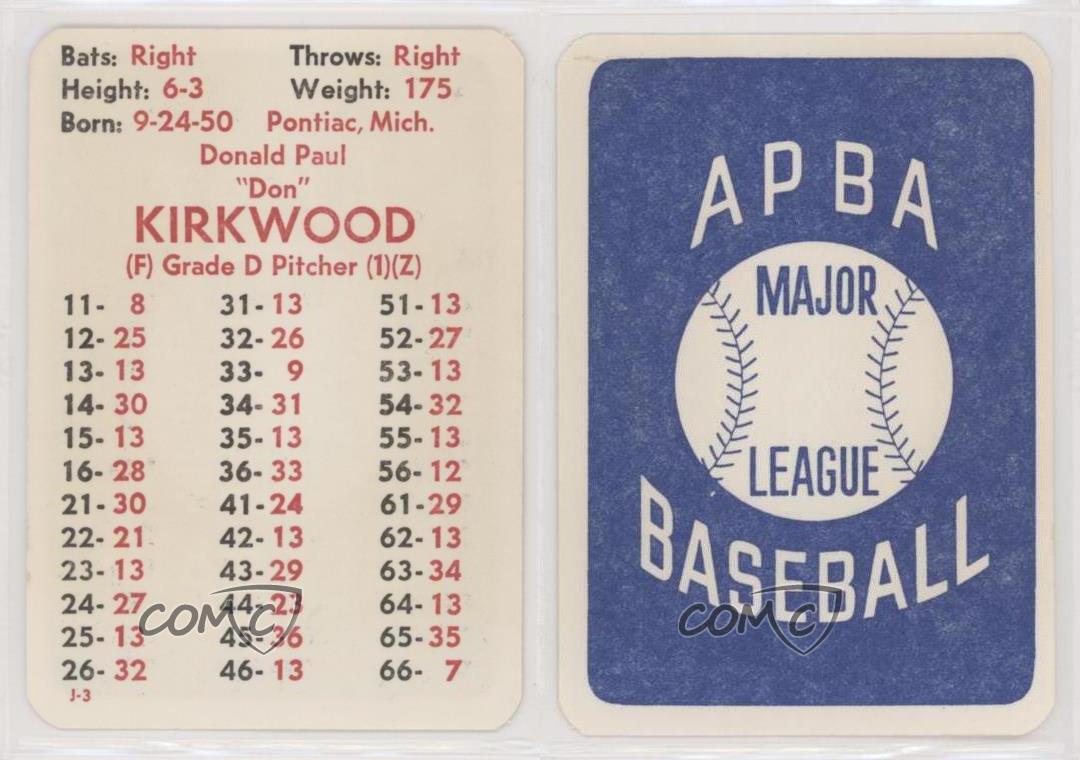 Bats: Right Throws: Right
Height: 6-3 Weight: 175
Born: 9-24-50 Pontiac, Mich.
Donald Paul
"Don"
KIRKWOOD
(F) Grade D Pitcher (1)(Z)
11- 8 31- 13 51- 13
12- 25 32- 26 52- 27
13- 13 33- 9 53- 13
14- 30 34- 31 54- 32
15- 13 35- 13 55- 13
16- 28 36- 33 56- 12
21- 30 41- 24 61- 29
22- 21 42- 13 62- 13
23- 13 43- 29 63- 34
24- 27 44- 23 64- 13
25- 13 45- 36 65- 35
26- 32 46- 13 66- 7
J-3
COMC
APBA
MAJOR
LEAGUE
BASEBALL
COMC